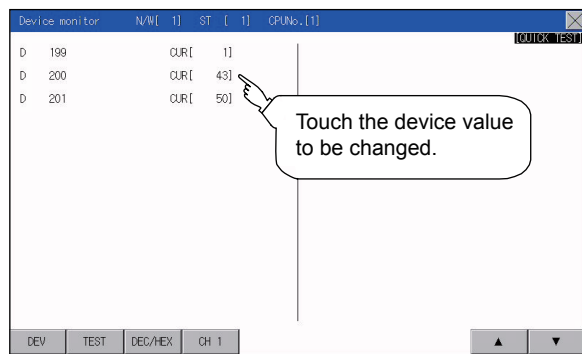 Device monitor N/W[ 1] ST [ 1] CPUNo.[1]
[QUICK TEST]
D 199 CUR[ 1]
D 200 CUR[ 43]
D 201 CUR[ 50]
Touch the device value
to be changed.
DEV TEST DEC/HEX CH 1 ▲ ▼